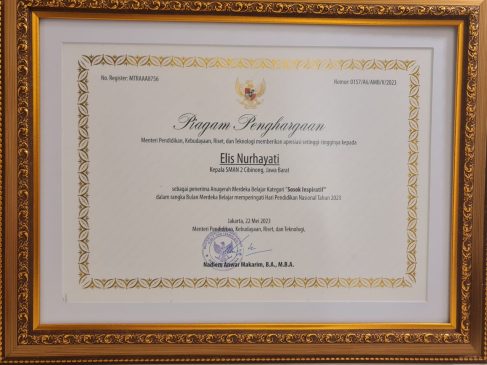 No. Register: MTRAAA8756
Nomor: 0157/A6/AMB/V/2023
Piagam Penghargaan
Menteri Pendidikan, Kebudayaan, Riset, dan Teknologi memberikan apresiasi setinggi-tingginya kepada
Elis Nurhayati
Kepala SMAN 2 Cibinong, Jawa Barat
sebagai penerima Anugerah Merdeka Belajar Kategori "Sosok Inspiratif"
dalam rangka Bulan Merdeka Belajar memperingati Hari Pendidikan Nasional Tahun 2023
Jakarta, 22 Mei 2023
Menteri Pendidikan, Kebudayaan, Riset, dan Teknologi,
Nadiem Anwar Makarim, B.A., M.B.A.